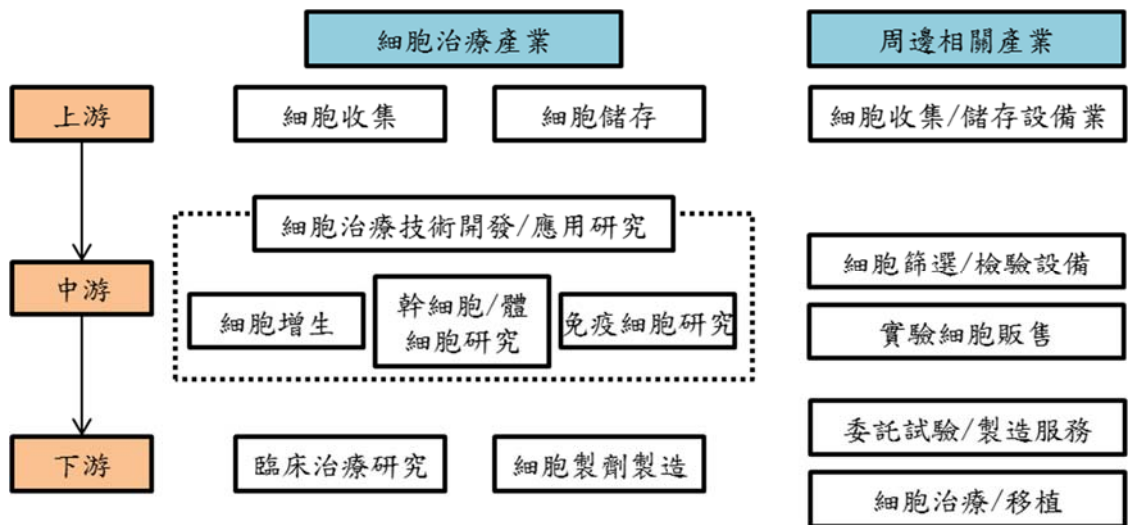 細胞治療產業
周邊相關產業
上游
細胞收集
細胞儲存
細胞收集/儲存設備業
細胞治療技術開發/應用研究
中游
細胞增生
幹細胞/體
細胞研究
免疫細胞研究
細胞篩選/檢驗設備
實驗細胞販售
下游
臨床治療研究
細胞製劑製造
委託試驗/製造服務
細胞治療/移植